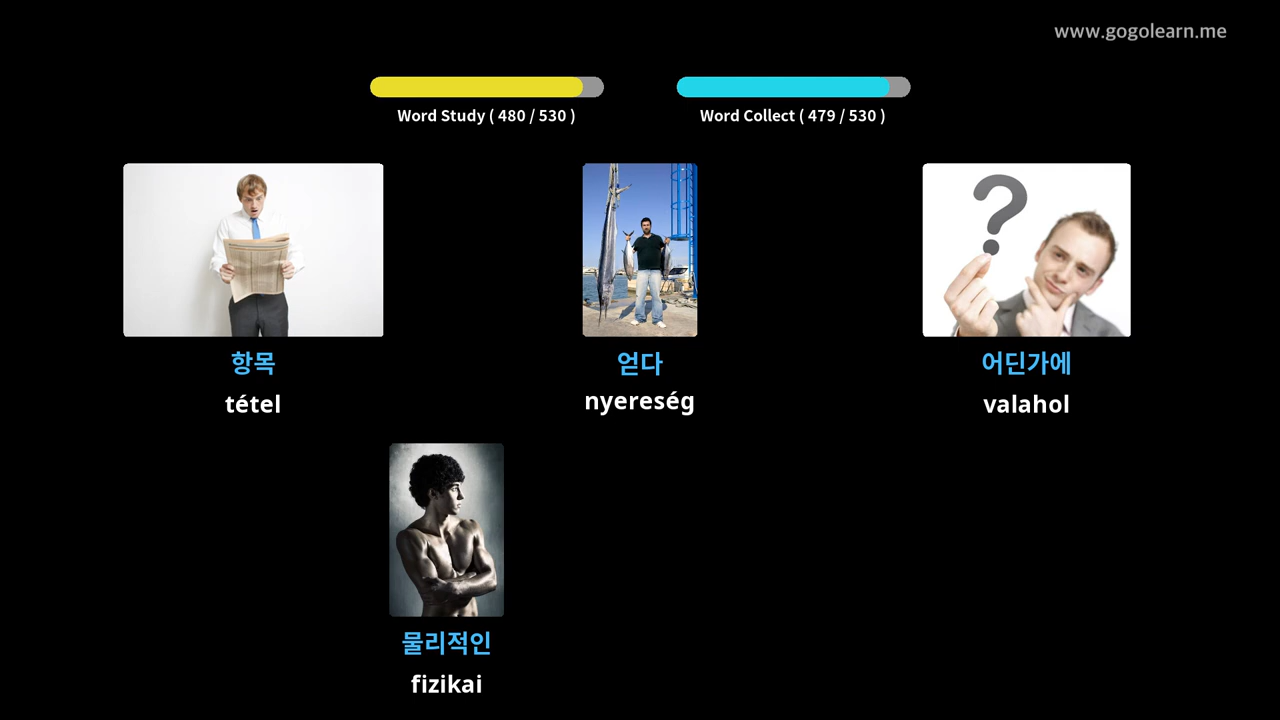 www.gogolearn.me
Word Study ( 480 / 530 )
Word Collect ( 479 / 530 )
항목
얻다
어딘가에
tétel
nyereség
valahol
물리적인
fizikai